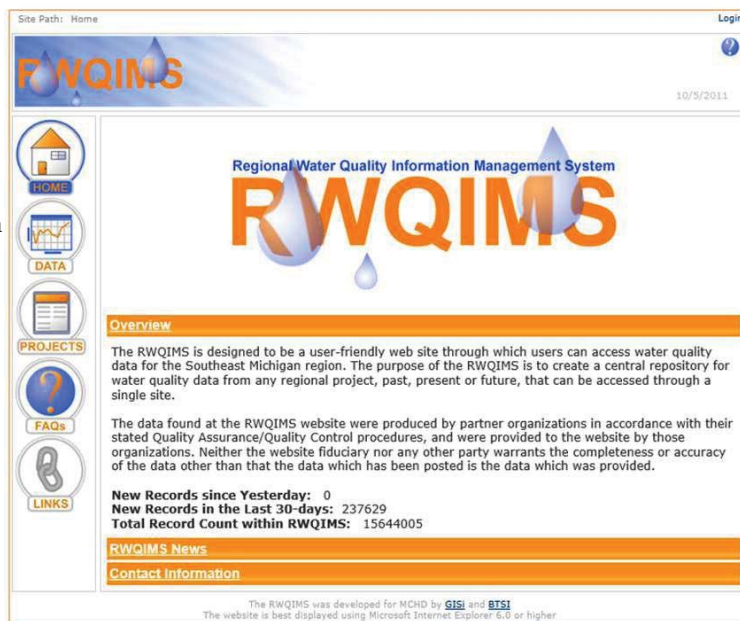 Site Path: Home
Login
RWQIMS
10/5/2011
HOME
DATA
PROJECTS
FAQs
LINKS
Regional Water Quality Information Management System
RWQIMS
Overview
The RWQIMS is designed to be a user-friendly web site through which users can access water quality
data for the Southeast Michigan region. The purpose of the RWQIMS is to create a central repository for
water quality data from any regional project, past, present or future, that can be accessed through a
single site.
The data found at the RWQIMS website were produced by partner organizations in accordance with their
stated Quality Assurance/Quality Control procedures, and were provided to the website by those
organizations. Neither the website fiduciary nor any other party warrants the completeness or accuracy
of the data other than that the data which has been posted is the data which was provided.
New Records since Yesterday: 0
New Records in the Last 30-days: 237629
Total Record Count within RWQIMS: 15644005
RWQIMS News
Contact Information
The RWQIMS was developed for MCHD by GISi and BTSI
The website is best displayed using Microsoft Internet Explorer 6.0 or higher